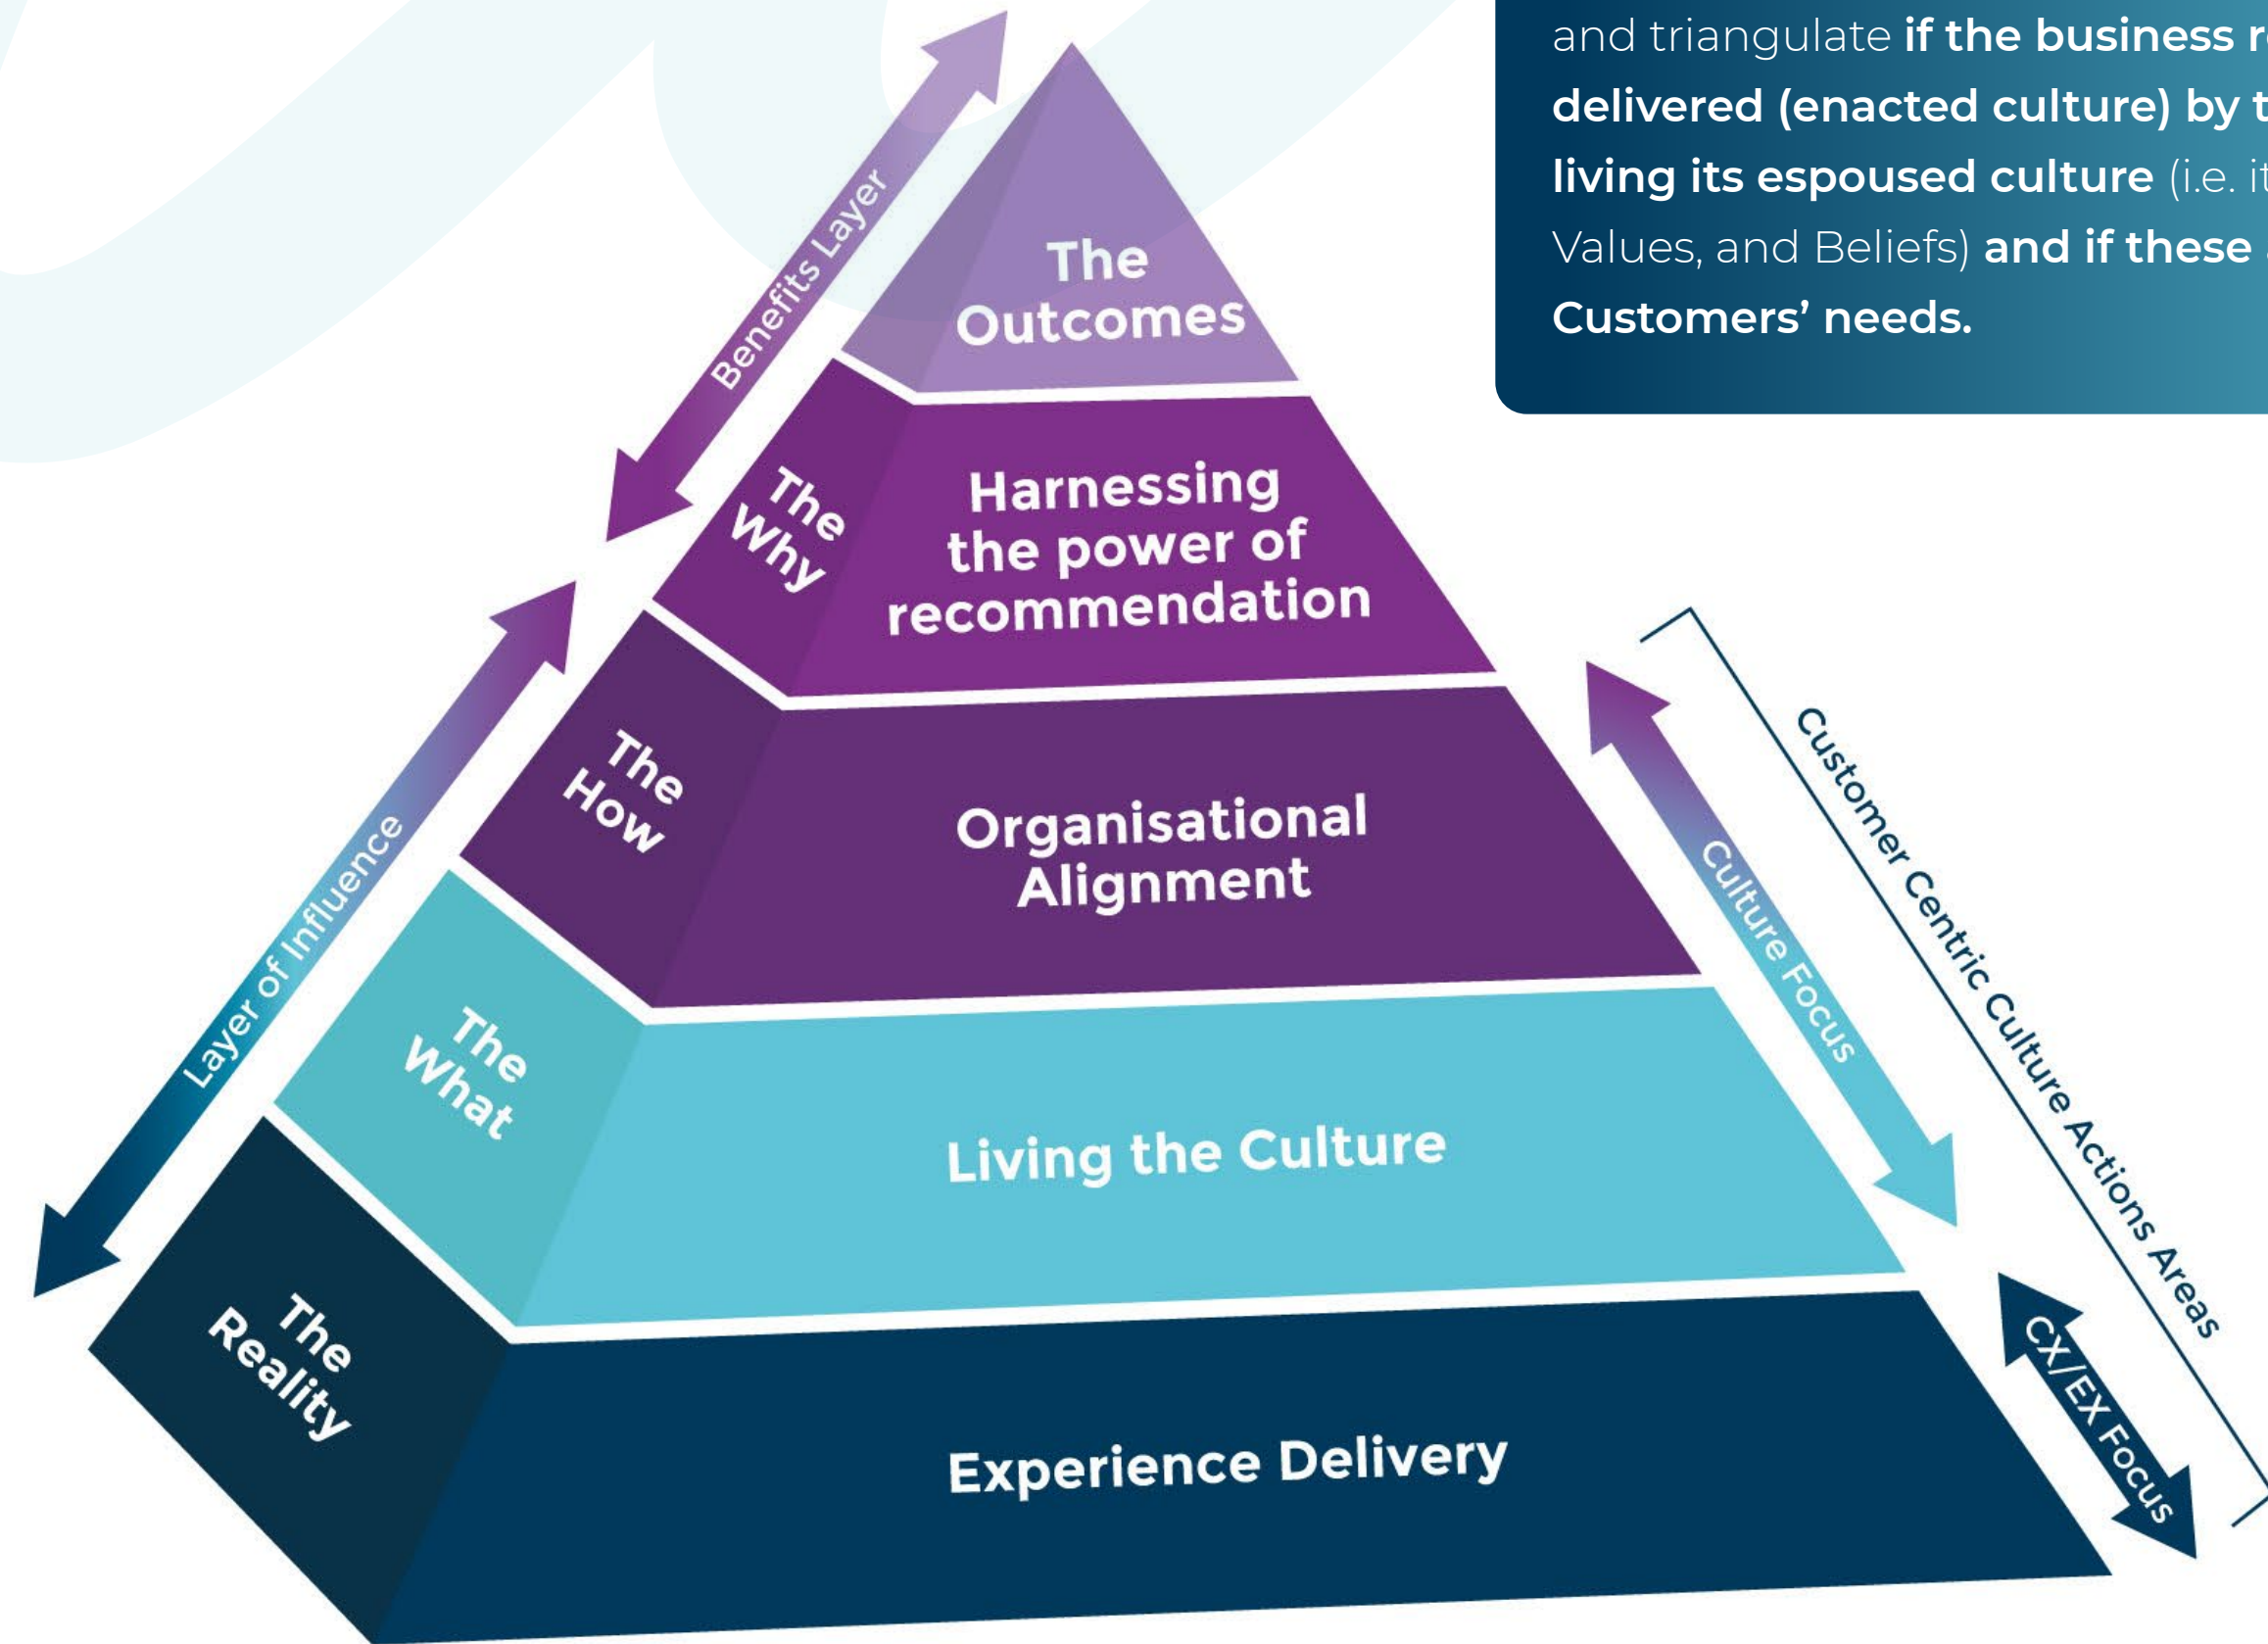 and triangulate if the business r
delivered (enacted culture) by t
living its espoused culture (i.e. it
Values, and Beliefs) and if these
Customers’ needs.
Benefits Layer
The
Outcomes
The
Why
Harnessing
the power of
recommendation
Layer of Influence
The
How
Organisational
Alignment
Culture Focus
Customer Centric Culture Actions Areas
The
What
Living the Culture
The
Reality
Experience Delivery
CX/EX Focus